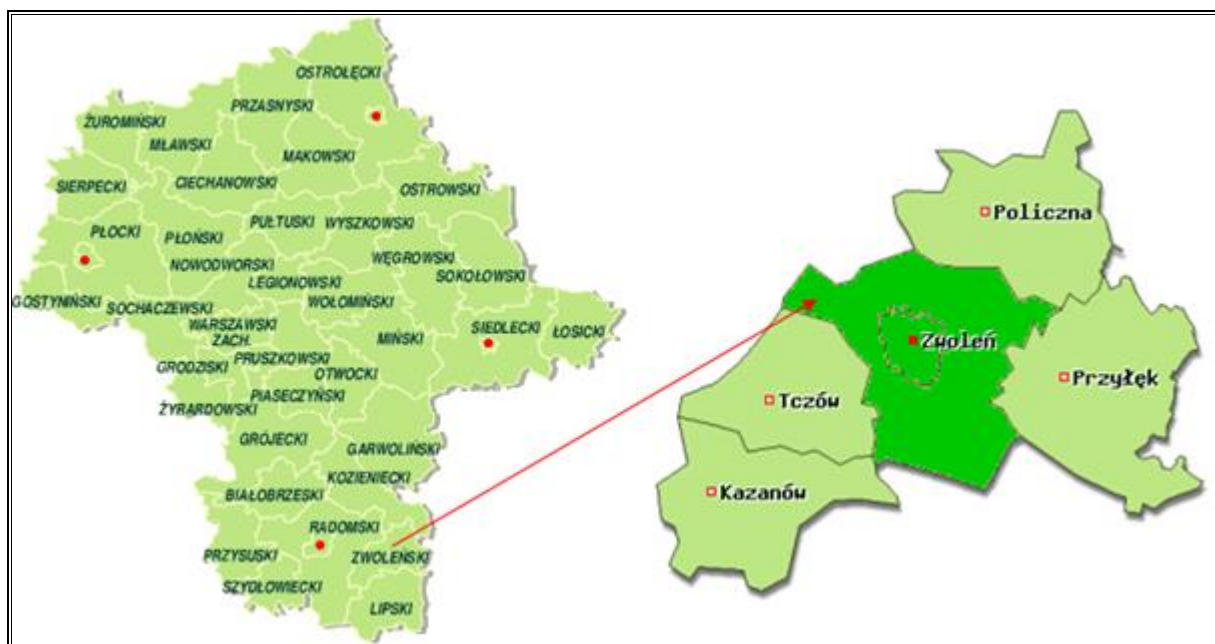 OSTROŁĘCKI
PRZASNYSKI
ŻUROMIŃSKI
MŁAWSKI
MAKOWSKI
CIECHANOWSKI
SIERPECKI
OSTROWSKI
PUŁTUSKI
WYSZKOWSKI
PŁOCKI
PŁOŃSKI
NOWODWORSKI
WĘGROWSKI
SOKOŁOWSKI
LEGIONOWSKI
GOSTYNIŃSKI
SOCHACZEWSKI
WOŁOMIŃSKI
WARSZAWSKI
ZACH.
MIŃSKI
SIEDLECKI
ŁOSICKI
GRODZISKI
PRUSZKOWSKI
OTWOCKI
PIASECZYŃSKI
ŻYRARDOWSKI
GRÓJECKI
GARWOLIŃSKI
KOZIENIECKI
BIAŁOBRZESKI
RADOMSKI
PRZYSUSKI
ZWOLEŃSKI
SZYDŁOWIECKI
LIPSKI
Policzna
Zwoleń
Przyłęk
Tczów
Kazanów